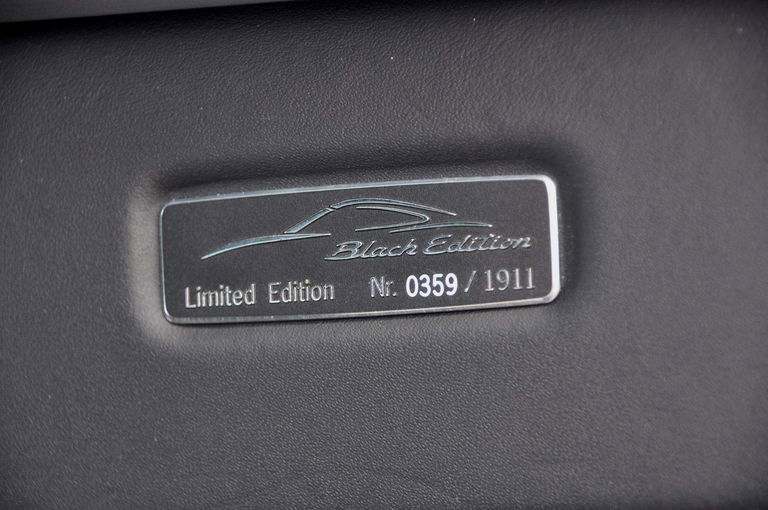 Black Edition
Limited Edition Nr. 0359 / 1911